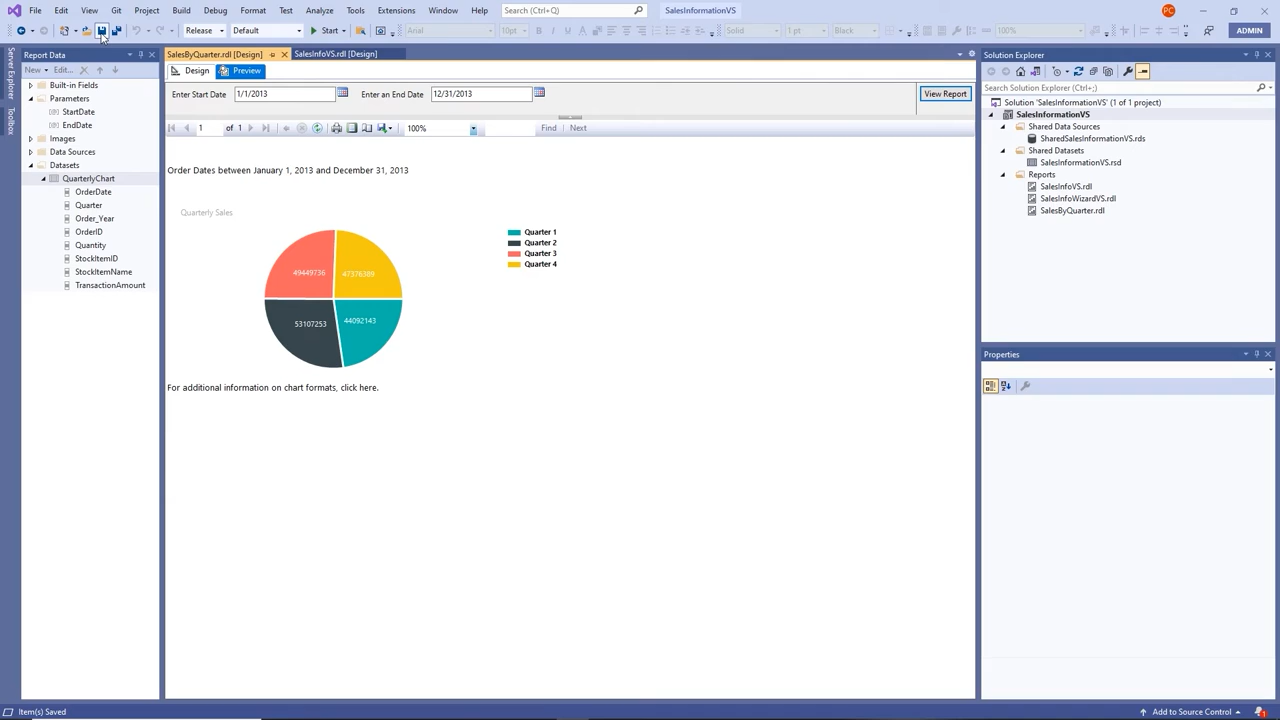 File Edit View Git Project Build Debug Format Test Analyze Tools Extensions Window Help Search (Ctrl+Q) SalesInformationVS PC
Release Default Start Arial 10pt Solid Black 100% ADMIN
Server Explorer
Toolbox
Report Data
New Edit...
Built-in Fields
Parameters
StartDate
EndDate
Images
Data Sources
Datasets
QuarterlyChart
OrderDate
Quarter
Order_Year
OrderID
Quantity
StockItemID
StockItemName
TransactionAmount
SalesByQuarter.rdl [Design] SalesInfoVS.rdl [Design]
Design Preview
Enter Start Date 1/1/2013 Enter an End Date 12/31/2013 View Report
1 of 1 100% Find Next
Order Dates between January 1, 2013 and December 31, 2013
Quarterly Sales
Quarter 1
Quarter 2
Quarter 3
Quarter 4
49449736 47376389
53107253 44092143
For additional information on chart formats, click here.
Solution Explorer
Search Solution Explorer (Ctrl+;)
Solution 'SalesInformationVS' (1 of 1 project)
SalesInformationVS
Shared Data Sources
SharedSalesInformationVS.rds
Shared Datasets
SalesInformationVS.rsd
Reports
SalesInfoVS.rdl
SalesInfoWizardVS.rdl
SalesByQuarter.rdl
Properties
Item(s) Saved Add to Source Control 1